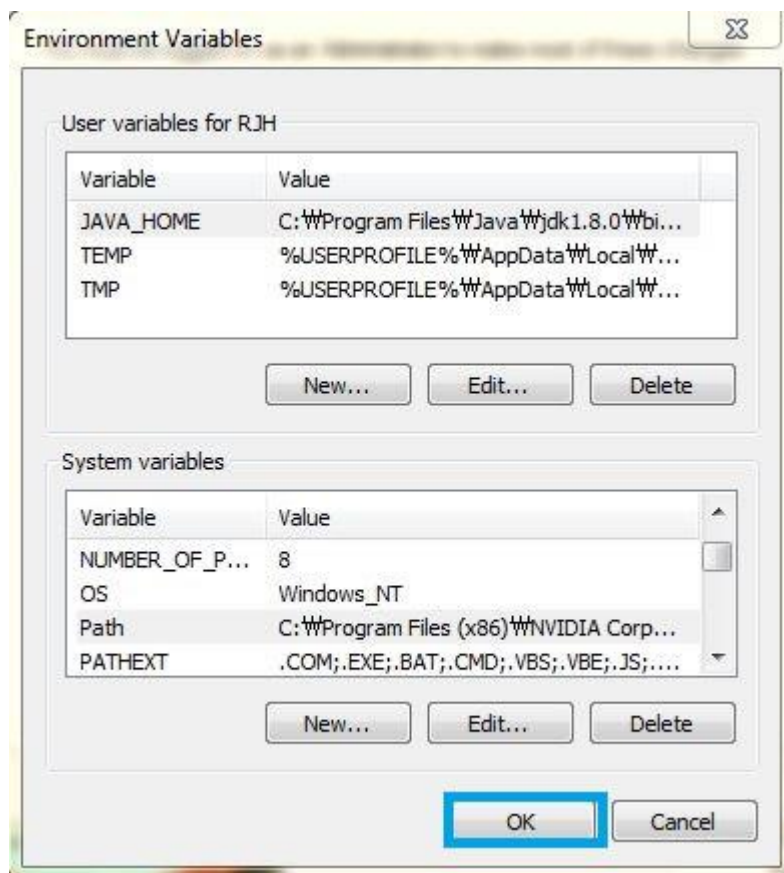 Environment Variables
User variables for RJH
Variable Value
JAVA_HOME C:₩Program Files₩Java₩jdk1.8.0₩bi...
TEMP %USERPROFILE%₩AppData₩Local₩...
TMP %USERPROFILE%₩AppData₩Local₩...
New... Edit... Delete
System variables
Variable Value
NUMBER_OF_P... 8
OS Windows_NT
Path C:₩Program Files (x86)₩NVIDIA Corp...
PATHEXT .COM;.EXE;.BAT;.CMD;.VBS;.VBE;.JS;....
New... Edit... Delete
OK Cancel